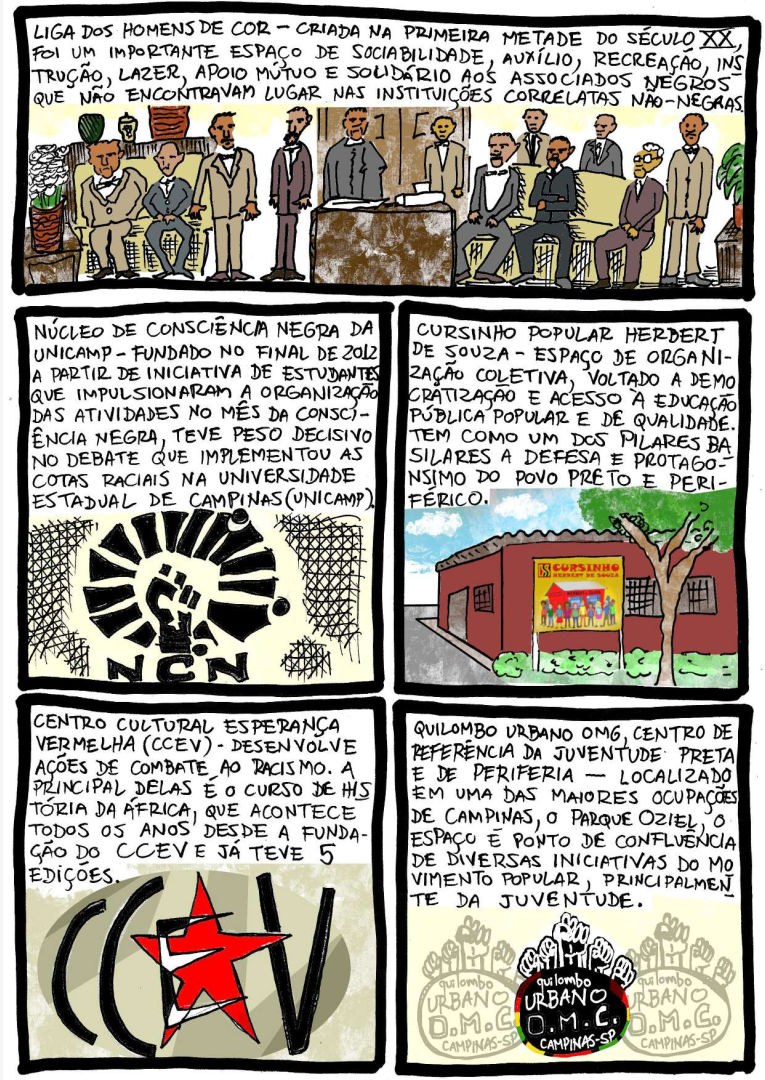 LIGA DOS HOMENS DE COR – CRIADA NA PRIMEIRA METADE DO SÉCULO XX,
FOI UM IMPORTANTE ESPAÇO DE SOCIABILIDADE, AUXÍLIO, RECREAÇÃO, INS
TRUÇÃO, LAZER, APOIO MÚTUO E SOLIDÁRIO AOS ASSOCIADOS NEGROS
QUE NÃO ENCONTRAVAM LUGAR NAS INSTITUIÇÕES CORRELATAS NÃO-NEGRAS.
NÚCLEO DE CONSCIÊNCIA NEGRA DA
UNICAMP – FUNDADO NO FINAL DE 2012
A PARTIR DE INICIATIVA DE ESTUDANTES
QUE IMPULSIONARAM A ORGANIZAÇÃO
DAS ATIVIDADES NO MÊS DA CONSCI-
ÊNCIA NEGRA, TEVE PESO DECISIVO
NO DEBATE QUE IMPLEMENTOU AS
COTAS RACIAIS NA UNIVERSIDADE
ESTADUAL DE CAMPINAS (UNICAMP).
NCN
CURSINHO POPULAR HERBERT
DE SOUZA – ESPAÇO DE ORGANI-
ZAÇÃO COLETIVA, VOLTADO A DEMO
CRATIZAÇÃO E ACESSO À EDUCAÇÃO
PÚBLICA POPULAR E DE QUALIDADE.
TEM COMO UM DOS PILARES BA
SILARES A DEFESA E PROTAGO-
NSIMO DO POVO PRETO E PERI-
FÉRICO.
HS CURSINHO
HERBERT DE SOUZA
CENTRO CULTURAL ESPERANÇA
VERMELHA (CCEV) - DESENVOLVE
AÇÕES DE COMBATE AO RACISMO. A
PRINCIPAL DELAS É O CURSO DE HIS
TÓRIA DA ÁFRICA, QUE ACONTECE
TODOS OS ANOS DESDE A FUNDA-
ÇÃO DO CCEV E JÁ TEVE 5
EDIÇÕES.
CCEV
QUILOMBO URBANO OMG, CENTRO DE
REFERÊNCIA DA JUVENTUDE PRETA
E DE PERIFERIA — LOCALIZADO
EM UMA DAS MAIORES OCUPAÇÕES
DE CAMPINAS, O PARQUE OZIEL, O
ESPAÇO É PONTO DE CONFLUÊNCIA
DE DIVERSAS INICIATIVAS DO MO
VIMENTO POPULAR, PRINCIPALMEN
TE DA JUVENTUDE.
quilombo
URBANO
O.M.C.
CAMPINAS-SP
quilombo
URBANO
O.M.C.
CAMPINAS-SP
quilombo
URBANO
O.M.C.
CAMPINAS-SP